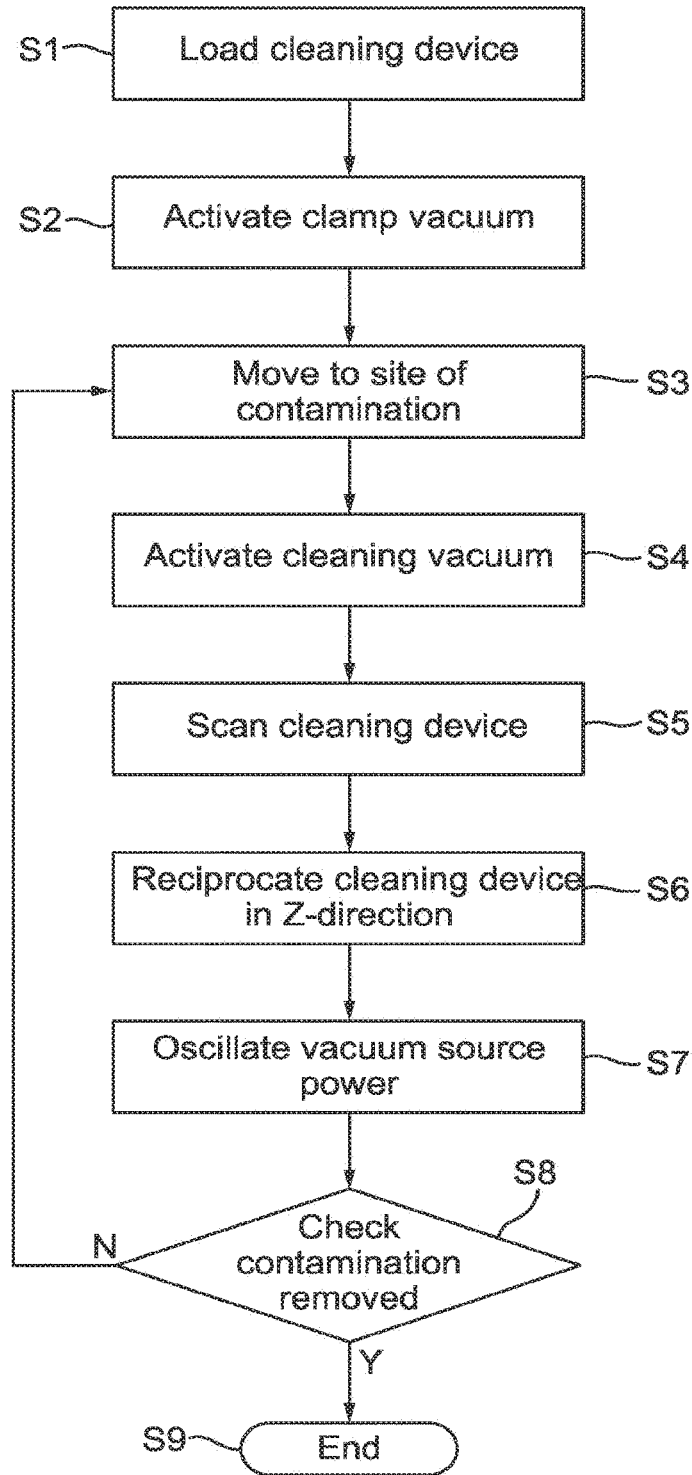 S1
Load cleaning device
S2
Activate clamp vacuum
Move to site of
contamination
S3
Activate cleaning vacuum
S4
Scan cleaning device
S5
Reciprocate cleaning device
in Z-direction
S6
Oscillate vacuum source
power
S7
S8
Check
contamination
removed
N
Y
S9
End